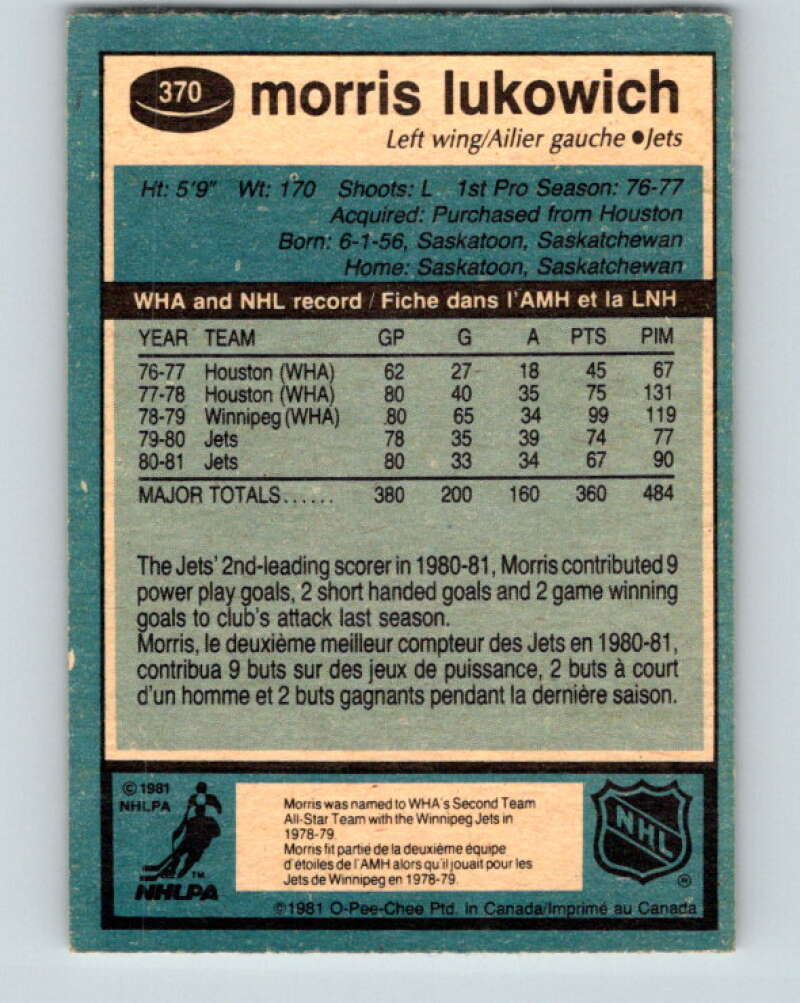 370 morris lukowich
Left wing/Ailier gauche ●Jets
Ht: 5'9" Wt: 170 Shoots: L 1st Pro Season: 76-77
Acquired: Purchased from Houston
Born: 6-1-56, Saskatoon, Saskatchewan
Home: Saskatoon, Saskatchewan
WHA and NHL record / Fiche dans l'AMH et la LNH
YEAR TEAM GP G A PTS PIM
76-77 Houston (WHA) 62 27 18 45 67
77-78 Houston (WHA) 80 40 35 75 131
78-79 Winnipeg (WHA) 80 65 34 99 119
79-80 Jets 78 35 39 74 77
80-81 Jets 80 33 34 67 90
MAJOR TOTALS...... 380 200 160 360 484
The Jets' 2nd-leading scorer in 1980-81, Morris contributed 9
power play goals, 2 short handed goals and 2 game winning
goals to club's attack last season.
Morris, le deuxième meilleur compteur des Jets en 1980-81,
contribua 9 buts sur des jeux de puissance, 2 buts à court
d'un homme et 2 buts gagnants pendant la dernière saison.
© 1981
NHLPA
TM
NHLPA
Morris was named to WHA's Second Team
All-Star Team with the Winnipeg Jets in
1978-79.
Morris fit partie de la deuxième équipe
d'étoiles de l'AMH alors qu'il jouait pour les
Jets de Winnipeg en 1978-79.
NHL
®
©1981 O-Pee-Chee Ptd. in Canada/Imprimé au Canada